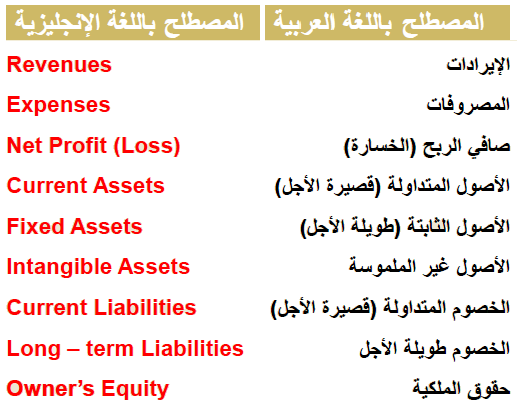 المصطلح باللغة العربية المصطلح باللغة الإنجليزية
الإيرادات Revenues
المصروفات Expenses
صافي الربح (الخسارة) Net Profit (Loss)
الأصول المتداولة (قصيرة الأجل) Current Assets
الأصول الثابتة (طويلة الأجل) Fixed Assets
الأصول غير الملموسة Intangible Assets
الخصوم المتداولة (قصيرة الأجل) Current Liabilities
الخصوم طويلة الأجل Long – term Liabilities
حقوق الملكية Owner’s Equity